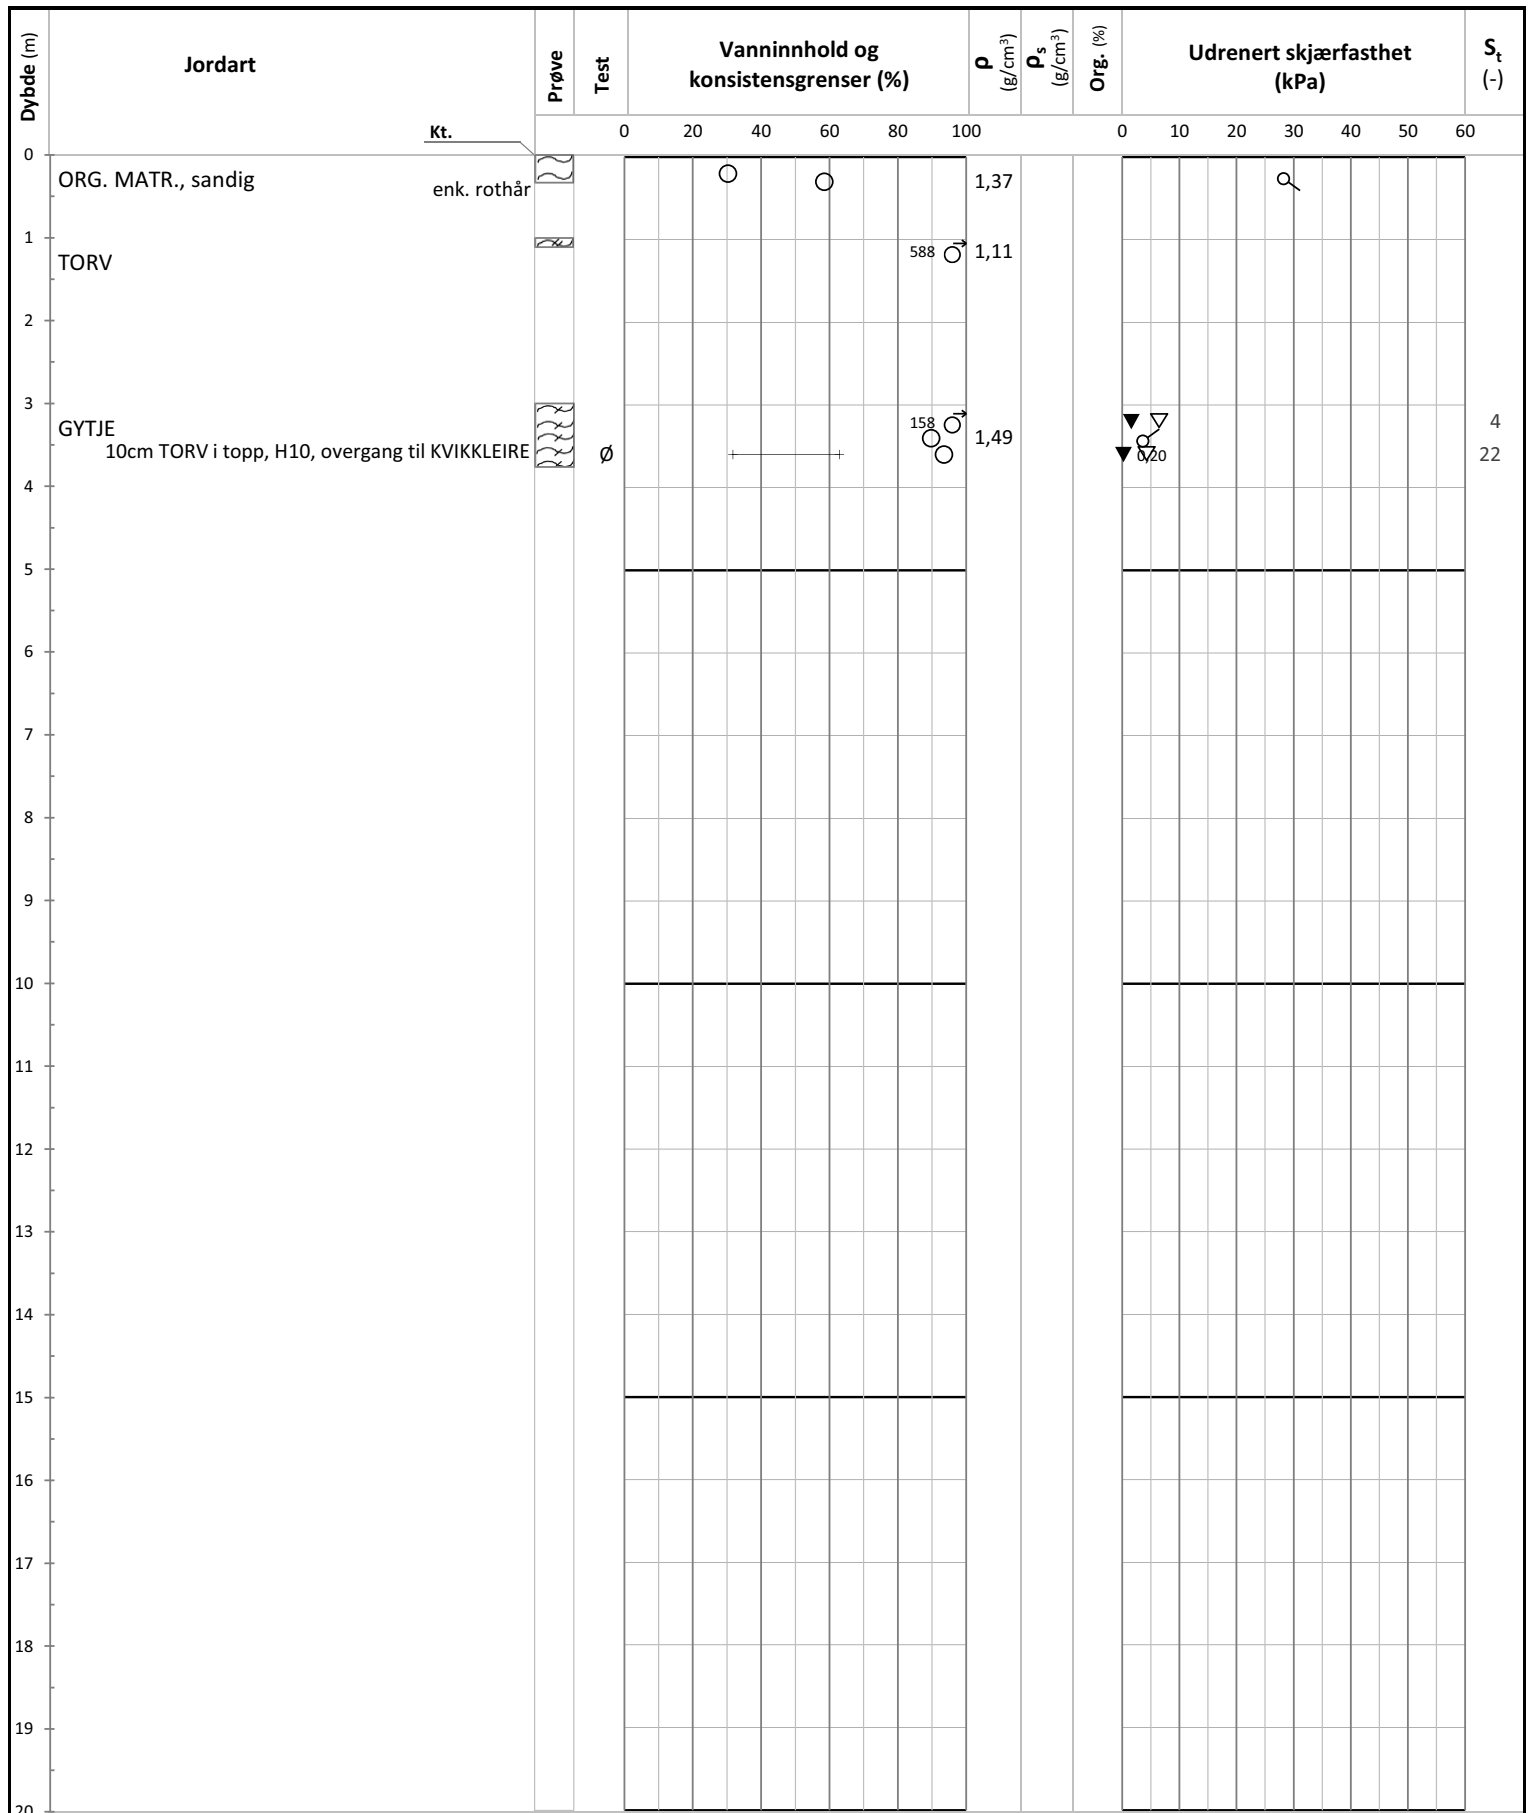 Dybde (m)
Jordart
Kt.
Prøve
Test
Vanninnhold og
konsistensgrenser (%)
ρ
(g/cm³)
ρs
(g/cm³)
Org. (%)
Udrenert skjærfasthet
(kPa)
St
(-)
0 20 40 60 80 100
0 10 20 30 40 50 60
0
ORG. MATR., sandig
enk. rothår
1,37
1
588
1,11
TORV
2
3
158
4
GYTJE
1,49
10cm TORV i topp, H10, overgang til KVIKKLEIRE
Ø
0,20
22
4
5
6
7
8
9
10
11
12
13
14
15
16
17
18
19
20